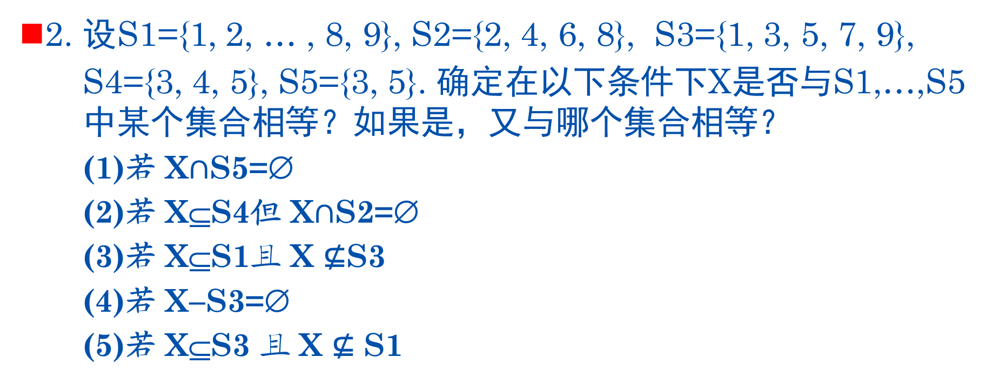 2. 设S1={1, 2, … , 8, 9}, S2={2, 4, 6, 8}, S3={1, 3, 5, 7, 9},
S4={3, 4, 5}, S5={3, 5}. 确定在以下条件下X是否与S1,…,S5
中某个集合相等？如果是，又与哪个集合相等？
(1)若 X∩S5=∅
(2)若 X⊆S4但 X∩S2=∅
(3)若 X⊆S1且 X ⊈S3
(4)若 X–S3=∅
(5)若 X⊆S3 且 X ⊈ S1